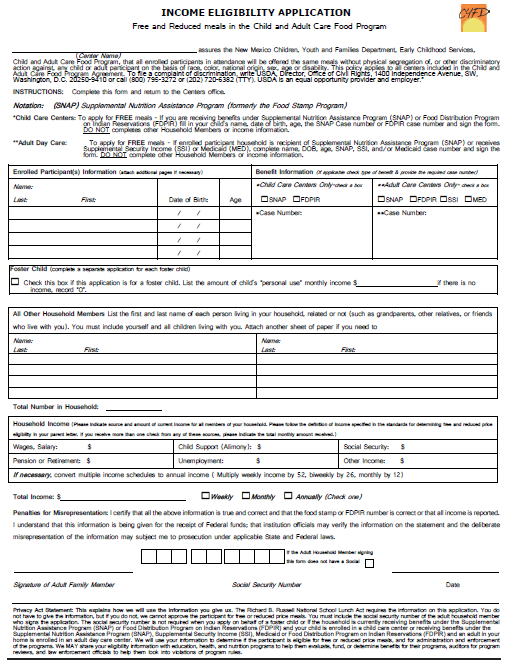 INCOME ELIGIBILITY APPLICATION
CYFD
Free and Reduced meals in the Child and Adult Care Food Program
assures the New Mexico Children, Youth and Families Department, Early Childhood Services,
(Center Name)
Child and Adult Care Food Program, that all enrolled participants in attendance will be offered the same meals without physical segregation of, or other discriminatory
action against, any child or adult participant on the basis of race, color, national origin, sex, age or disability. This policy applies to all centers included in the Child and
Adult Care Food Program Agreement. To file a complaint of discrimination, write USDA, Director, Office of Civil Rights, 1400 Independence Avenue, SW,
Washington, D.C. 20250-9410 or call (800) 795-3272 or (202) 720-6382 (TTY). USDA is an equal opportunity provider and employer."
INSTRUCTIONS: Complete this form and return to the Centers office.
Notation: (SNAP) Supplemental Nutrition Assistance Program (formerly the Food Stamp Program)
*Child Care Centers: To apply for FREE meals - If you are receiving benefits under Supplemental Nutrition Assistance Program (SNAP) or Food Distribution Program
on Indian Reservations (FDPIR) fill in your child's name, date of birth, age, the SNAP Case Number or FDPIR case number and sign the form.
DO NOT completes other Household Members or income information.
**Adult Day Care: To apply for FREE meals - if enrolled participant household is recipient of Supplemental Nutrition Program (SNAP) or receives
Supplemental Security Income (SSI) or Medicaid (MED), complete name, DOB, age, SNAP, SSI, and/or Medicaid case number and sign the
form. DO NOT complete other Household Members or income information.
Enrolled Participant(s) Information (attach additional pages if necessary) Benefit Information (if applicable check type of benefit & provide the required case number)
Name: *Child Care Centers Only-check a box **Adult Care Centers Only- check a box
Last: First: Date of Birth: Age SNAP FDPIR SNAP FDPIR SSI MED
/ / *Case Number: **Case Number:
/ /
/ /
/ /
Foster Child (complete a separate application for each foster child)
Check this box if this application is for a foster child. List the amount of child's "personal use" monthly income $ if there is no
income, record "0".
All Other Household Members List the first and last name of each person living in your household, related or not (such as grandparents, other relatives, or friends
who live with you). You must include yourself and all children living with you. Attach another sheet of paper if you need to
Name: Name:
Last: First: Last: First:
Total Number in Household:
Household Income (Please indicate source and amount of current income for all members of your household. Please follow the definition of income specified in the standards for determining free and reduced price
eligibility in your parent letter. If you receive more than one check from any of these sources, please indicate the total monthly amount received.)
Wages, Salary: $ Child Support (Alimony): $ Social Security: $
Pension or Retirement: $ Unemployment: $ Other Income: $
If necessary, convert multiple income schedules to annual income ( Multiply weekly income by 52, biweekly by 26, monthly by 12)
Total Income: $ Weekly Monthly Annually (Check one)
Penalties for Misrepresentation: I certify that all the above information is true and correct and that the food stamp or FDPIR number is correct or that all income is reported.
I understand that this information is being given for the receipt of Federal funds; that institution officials may verify the information on the statement and the deliberate
misrepresentation of the information may subject me to prosecution under applicable State and Federal laws.
If the Adult Household Member signing
this form does not have a Social
Signature of Adult Family Member Social Security Number Date
Privacy Act Statement: This explains how we will use the information you give us. The Richard B. Russell National School Lunch Act requires the information on this application. You do
not have to give the information, but if you do not, we cannot approve the participant for free or reduced price meals. You must include the social security number of the adult household member
who signs the application. The social security number is not required when you apply on behalf of a foster child or if the household is currently receiving benefits under the Supplemental
Nutrition Assistance Program (SNAP) or Food Distribution Program on Indian Reservations (FDPIR) and your child is enrolled in a child care center or receiving benefits under the
Supplemental Nutrition Assistance Program (SNAP), Supplemental Security Income (SSI), Medicaid or Food Distribution Program on Indian Reservations (FDPIR) and an adult in your
home is enrolled in an adult day care center. We will use your information to determine if the participant is eligible for free or reduced price meals, and for administration and enforcement
of the programs. We MAY share your eligibility information with education, health, and nutrition programs to help them evaluate, fund, or determine benefits for their programs, auditors for program
reviews, and law enforcement officials to help them look into violations of program rules.